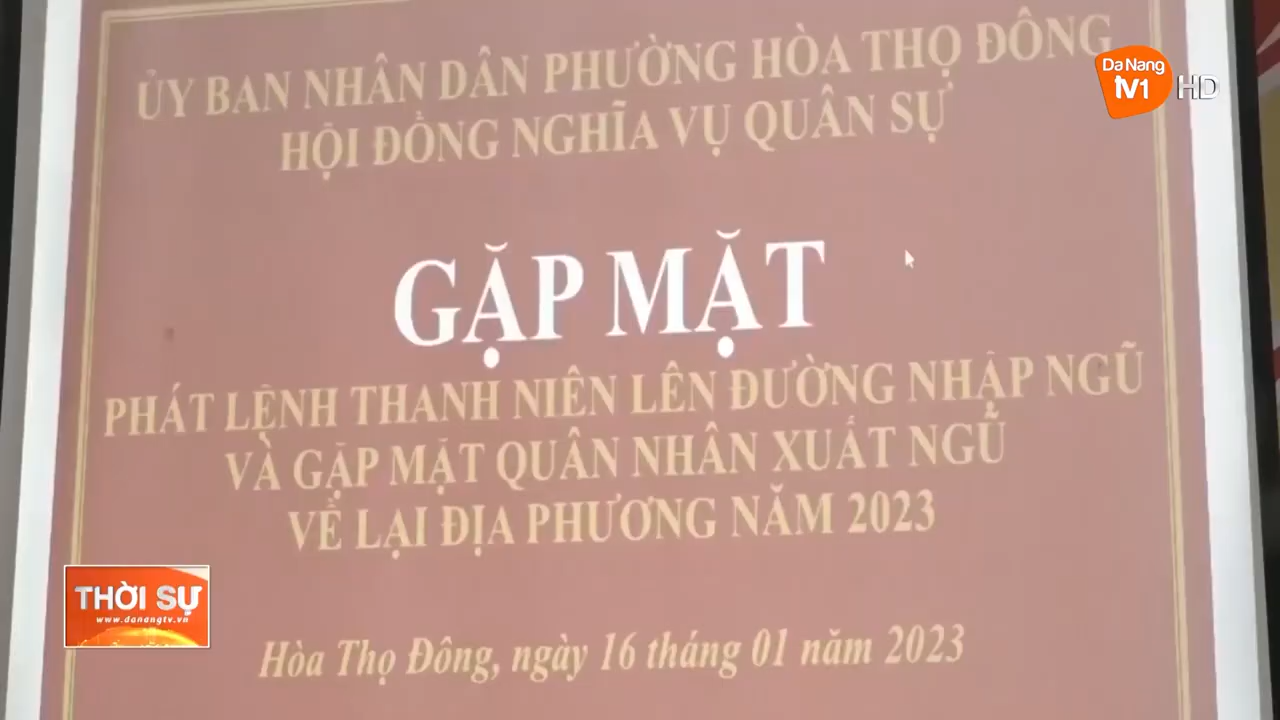 ỦY BAN NHÂN DÂN PHƯỜNG HÒA THỌ ĐÔNG
HỘI ĐỒNG NGHĨA VỤ QUÂN SỰ
Da Nang
tv1 HD
GẶP MẶT
PHÁT LỆNH THANH NIÊN LÊN ĐƯỜNG NHẬP NGŨ
VÀ GẶP MẶT QUÂN NHÂN XUẤT NGŨ
VỀ LẠI ĐỊA PHƯƠNG NĂM 2023
THỜI SỰ
www.danangtv.vn
Hòa Thọ Đông, ngày 16 tháng 01 năm 2023